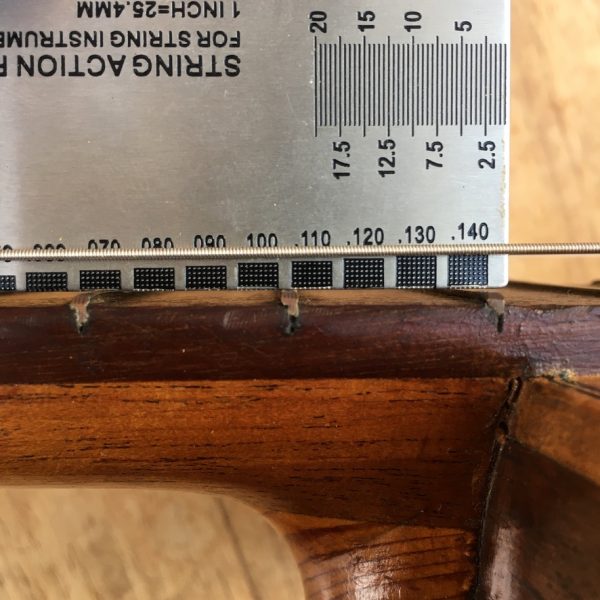 1 INCH=25.4MM
FOR STRING INSTRUME
STRING ACTION
20 15 10 5
17.5 12.5 7.5 2.5
070 080 090 100 .110 .120 .130 .140